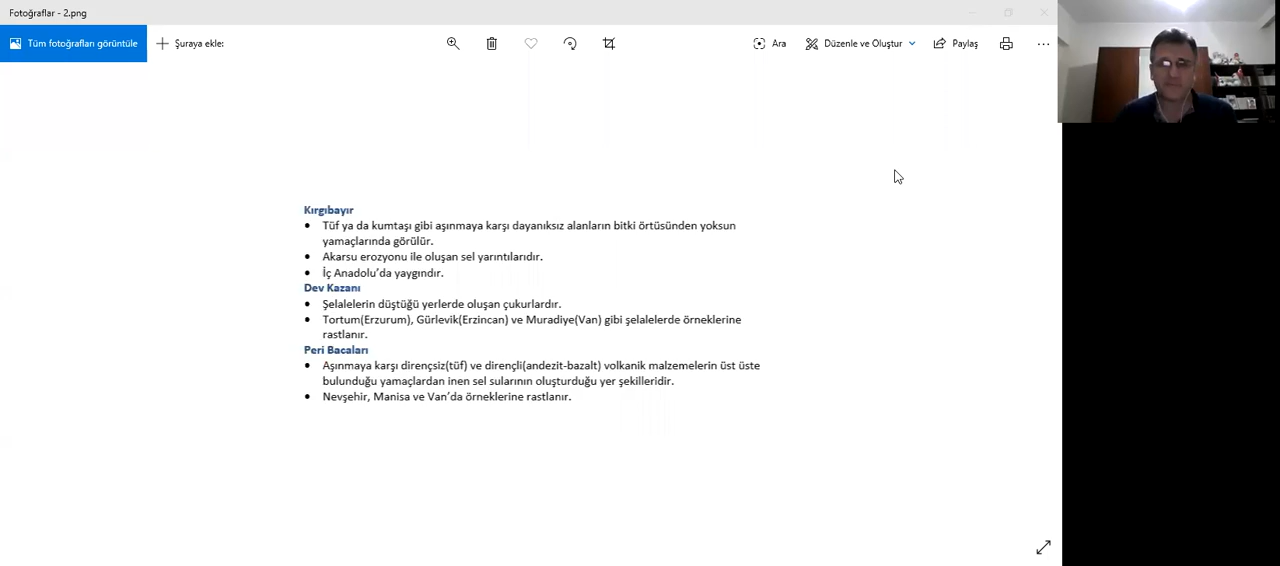 Fotoğraflar - 2.png
Tüm fotoğrafları görüntüle
Şuraya ekle:
Ara
Düzenle ve Oluştur
Paylaş
Kırgıbayır
• Tüf ya da kumtaşı gibi aşınmaya karşı dayanıksız alanların bitki örtüsünden yoksun
yamaçlarında görülür.
• Akarsu erozyonu ile oluşan sel yarıntılarıdır.
• İç Anadolu'da yaygındır.
Dev Kazanı
• Şelalelerin düştüğü yerlerde oluşan çukurlardır.
• Tortum(Erzurum), Gürlevik(Erzincan) ve Muradiye(Van) gibi şelalelerde örneklerine
rastlanır.
Peri Bacaları
• Aşınmaya karşı dirençsiz(tüf) ve dirençli(andezit-bazalt) volkanik malzemelerin üst üste
bulunduğu yamaçlardan inen sel sularının oluşturduğu yer şekilleridir.
• Nevşehir, Manisa ve Van'da örneklerine rastlanır.